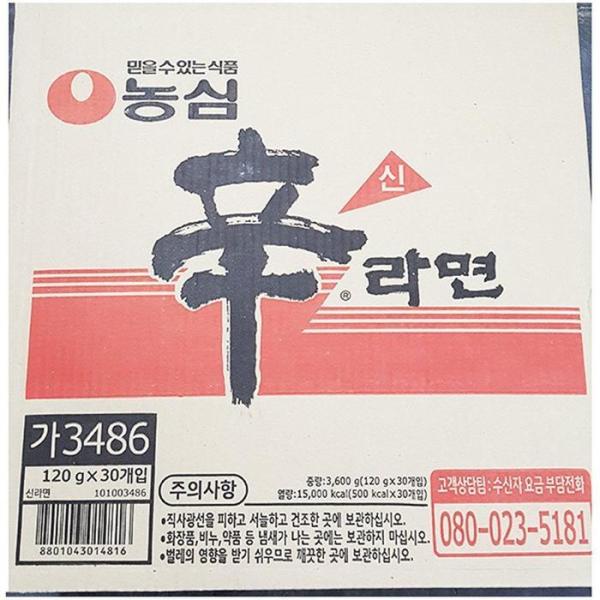 믿을수있는식품
농심
신
辛
® 라면
가3486
120 g×30개입
신라면 101003486
8801043014816
중량:3,600 g(120 g×30개입)
주의사항
열량:15,000 kcal(500 kcal×30개입)
•직사광선을 피하고 서늘하고 건조한 곳에 보관하십시오.
•화장품,비누,약품 등 냄새가 나는 곳에는 보관하지 마십시오.
•벌레의 영향을 받기 쉬우므로 깨끗한 곳에 보관하십시오.
고객상담팀:수신자 요금 부담전화
080-023-5181